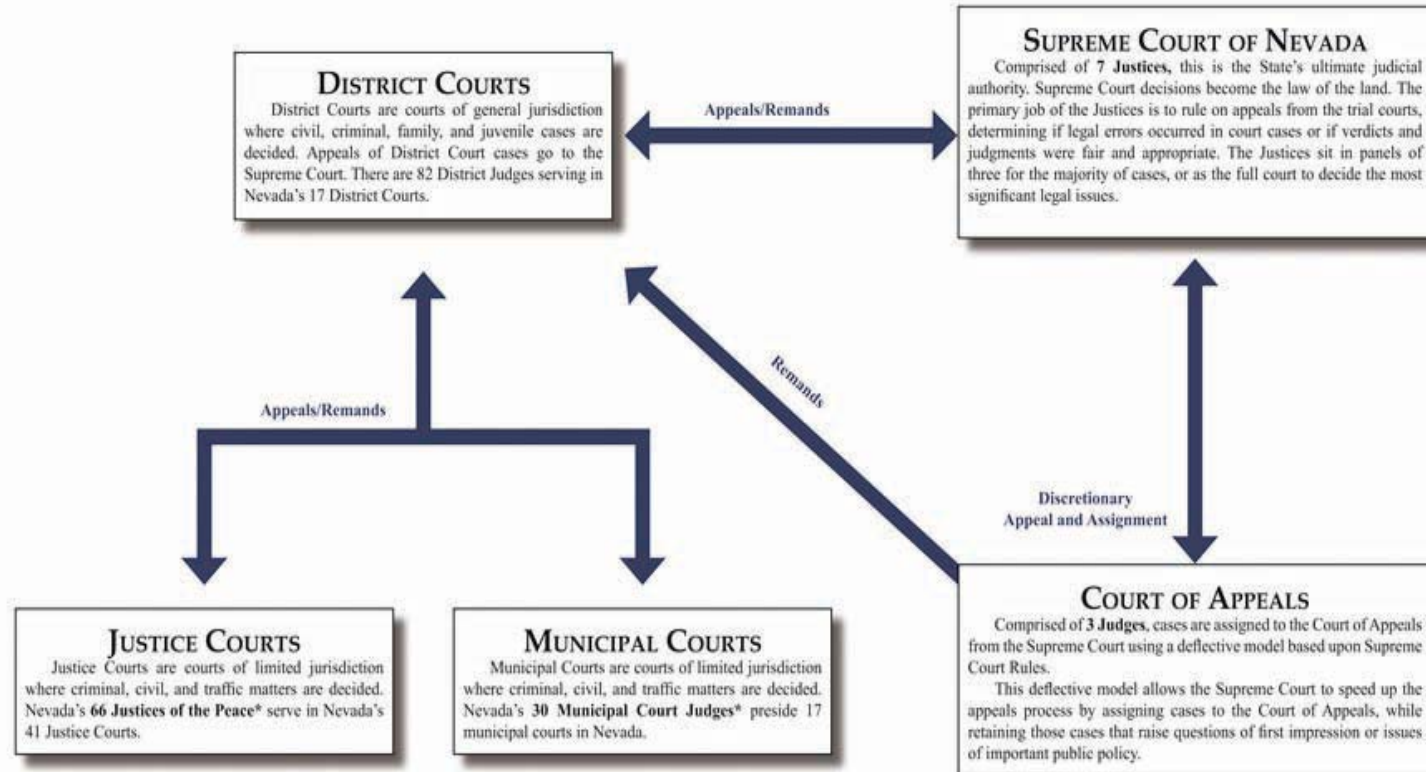 DISTRICT COURTS
District Courts are courts of general jurisdiction
where civil, criminal, family, and juvenile cases are
decided. Appeals of District Court cases go to the
Supreme Court. There are 82 District Judges serving in
Nevada's 17 District Courts.
Appeals/Remands
SUPREME COURT OF NEVADA
Comprised of 7 Justices, this is the State's ultimate judicial
authority. Supreme Court decisions become the law of the land. The
primary job of the Justices is to rule on appeals from the trial courts,
determining if legal errors occurred in court cases or if verdicts and
judgments were fair and appropriate. The Justices sit in panels of
three for the majority of cases, or as the full court to decide the most
significant legal issues.
Appeals/Remands
Remands
Discretionary
Appeal and Assignment
JUSTICE COURTS
Justice Courts are courts of limited jurisdiction
where criminal, civil, and traffic matters are decided.
Nevada's 66 Justices of the Peace* serve in Nevada's
41 Justice Courts.
MUNICIPAL COURTS
Municipal Courts are courts of limited jurisdiction
where criminal, civil, and traffic matters are decided.
Nevada's 30 Municipal Court Judges* preside 17
municipal courts in Nevada.
COURT OF APPEALS
Comprised of 3 Judges, cases are assigned to the Court of Appeals
from the Supreme Court using a deflective model based upon Supreme
Court Rules.
This deflective model allows the Supreme Court to speed up the
appeals process by assigning cases to the Court of Appeals, while
retaining those cases that raise questions of first impression or issues
of important public policy.